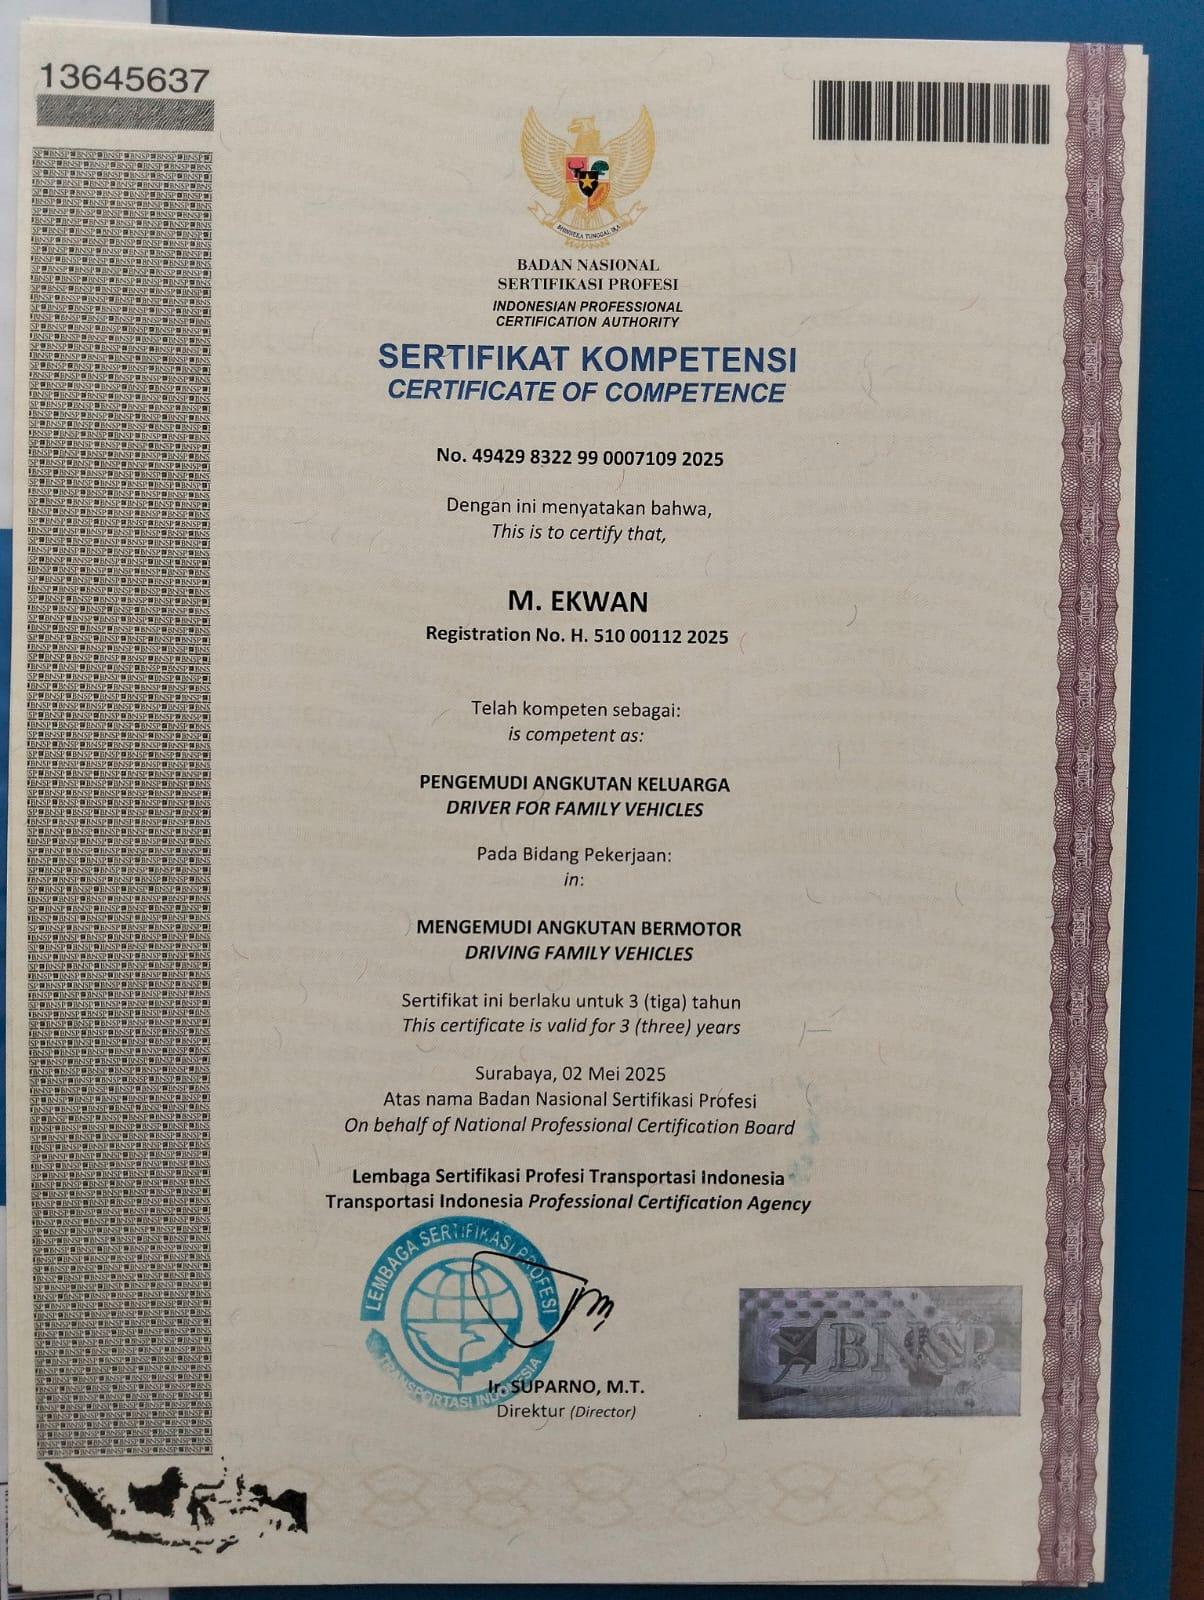 13645637
BHINNEKA TUNGGAL IKA
BADAN NASIONAL
SERTIFIKASI PROFESI
INDONESIAN PROFESSIONAL
CERTIFICATION AUTHORITY
SERTIFIKAT KOMPETENSI
CERTIFICATE OF COMPETENCE
No. 49429 8322 99 0007109 2025
Dengan ini menyatakan bahwa,
This is to certify that,
M. EKWAN
Registration No. H. 510 00112 2025
Telah kompeten sebagai:
is competent as:
PENGEMUDI ANGKUTAN KELUARGA
DRIVER FOR FAMILY VEHICLES
Pada Bidang Pekerjaan:
in:
MENGEMUDI ANGKUTAN BERMOTOR
DRIVING FAMILY VEHICLES
Sertifikat ini berlaku untuk 3 (tiga) tahun
This certificate is valid for 3 (three) years
Surabaya, 02 Mei 2025
Atas nama Badan Nasional Sertifikasi Profesi
On behalf of National Professional Certification Board
Lembaga Sertifikasi Profesi Transportasi Indonesia
Transportasi Indonesia Professional Certification Agency
LEMBAGA SERTIFIKASI PROFESI
TRANSPORTASI INDONESIA
Ir. SUPARNO, M.T.
Direktur (Director)
BNSP